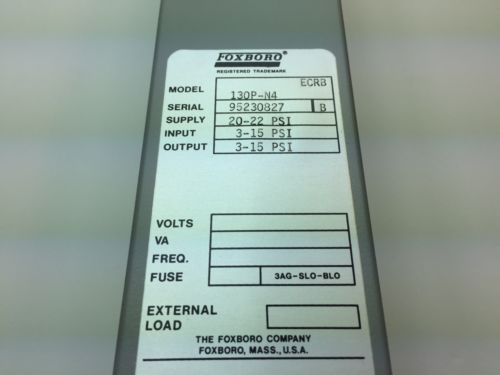 FOXBORO®
REGISTERED TRADEMARK
ECRB
MODEL 130P-N4
SERIAL 95230827 B
SUPPLY 20-22 PSI
INPUT 3-15 PSI
OUTPUT 3-15 PSI
VOLTS
VA
FREQ.
FUSE 3AG-SLO-BLO
EXTERNAL
LOAD
THE FOXBORO COMPANY
FOXBORO, MASS., U.S.A.